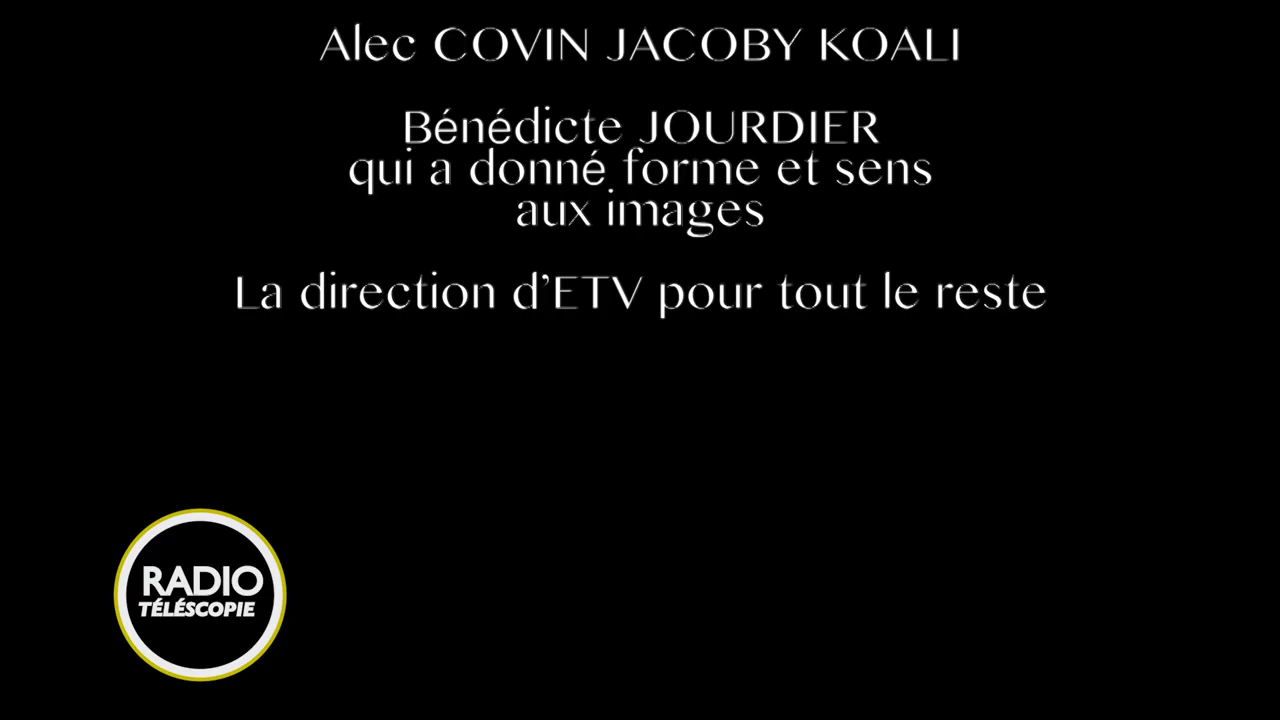 Alec COVIN JACOBY KOALI
Bénédicte JOURDIER
qui a donné forme et sens
aux images
La direction d’ETV pour tout le reste
RADIO
TÉLÉSCOPIE